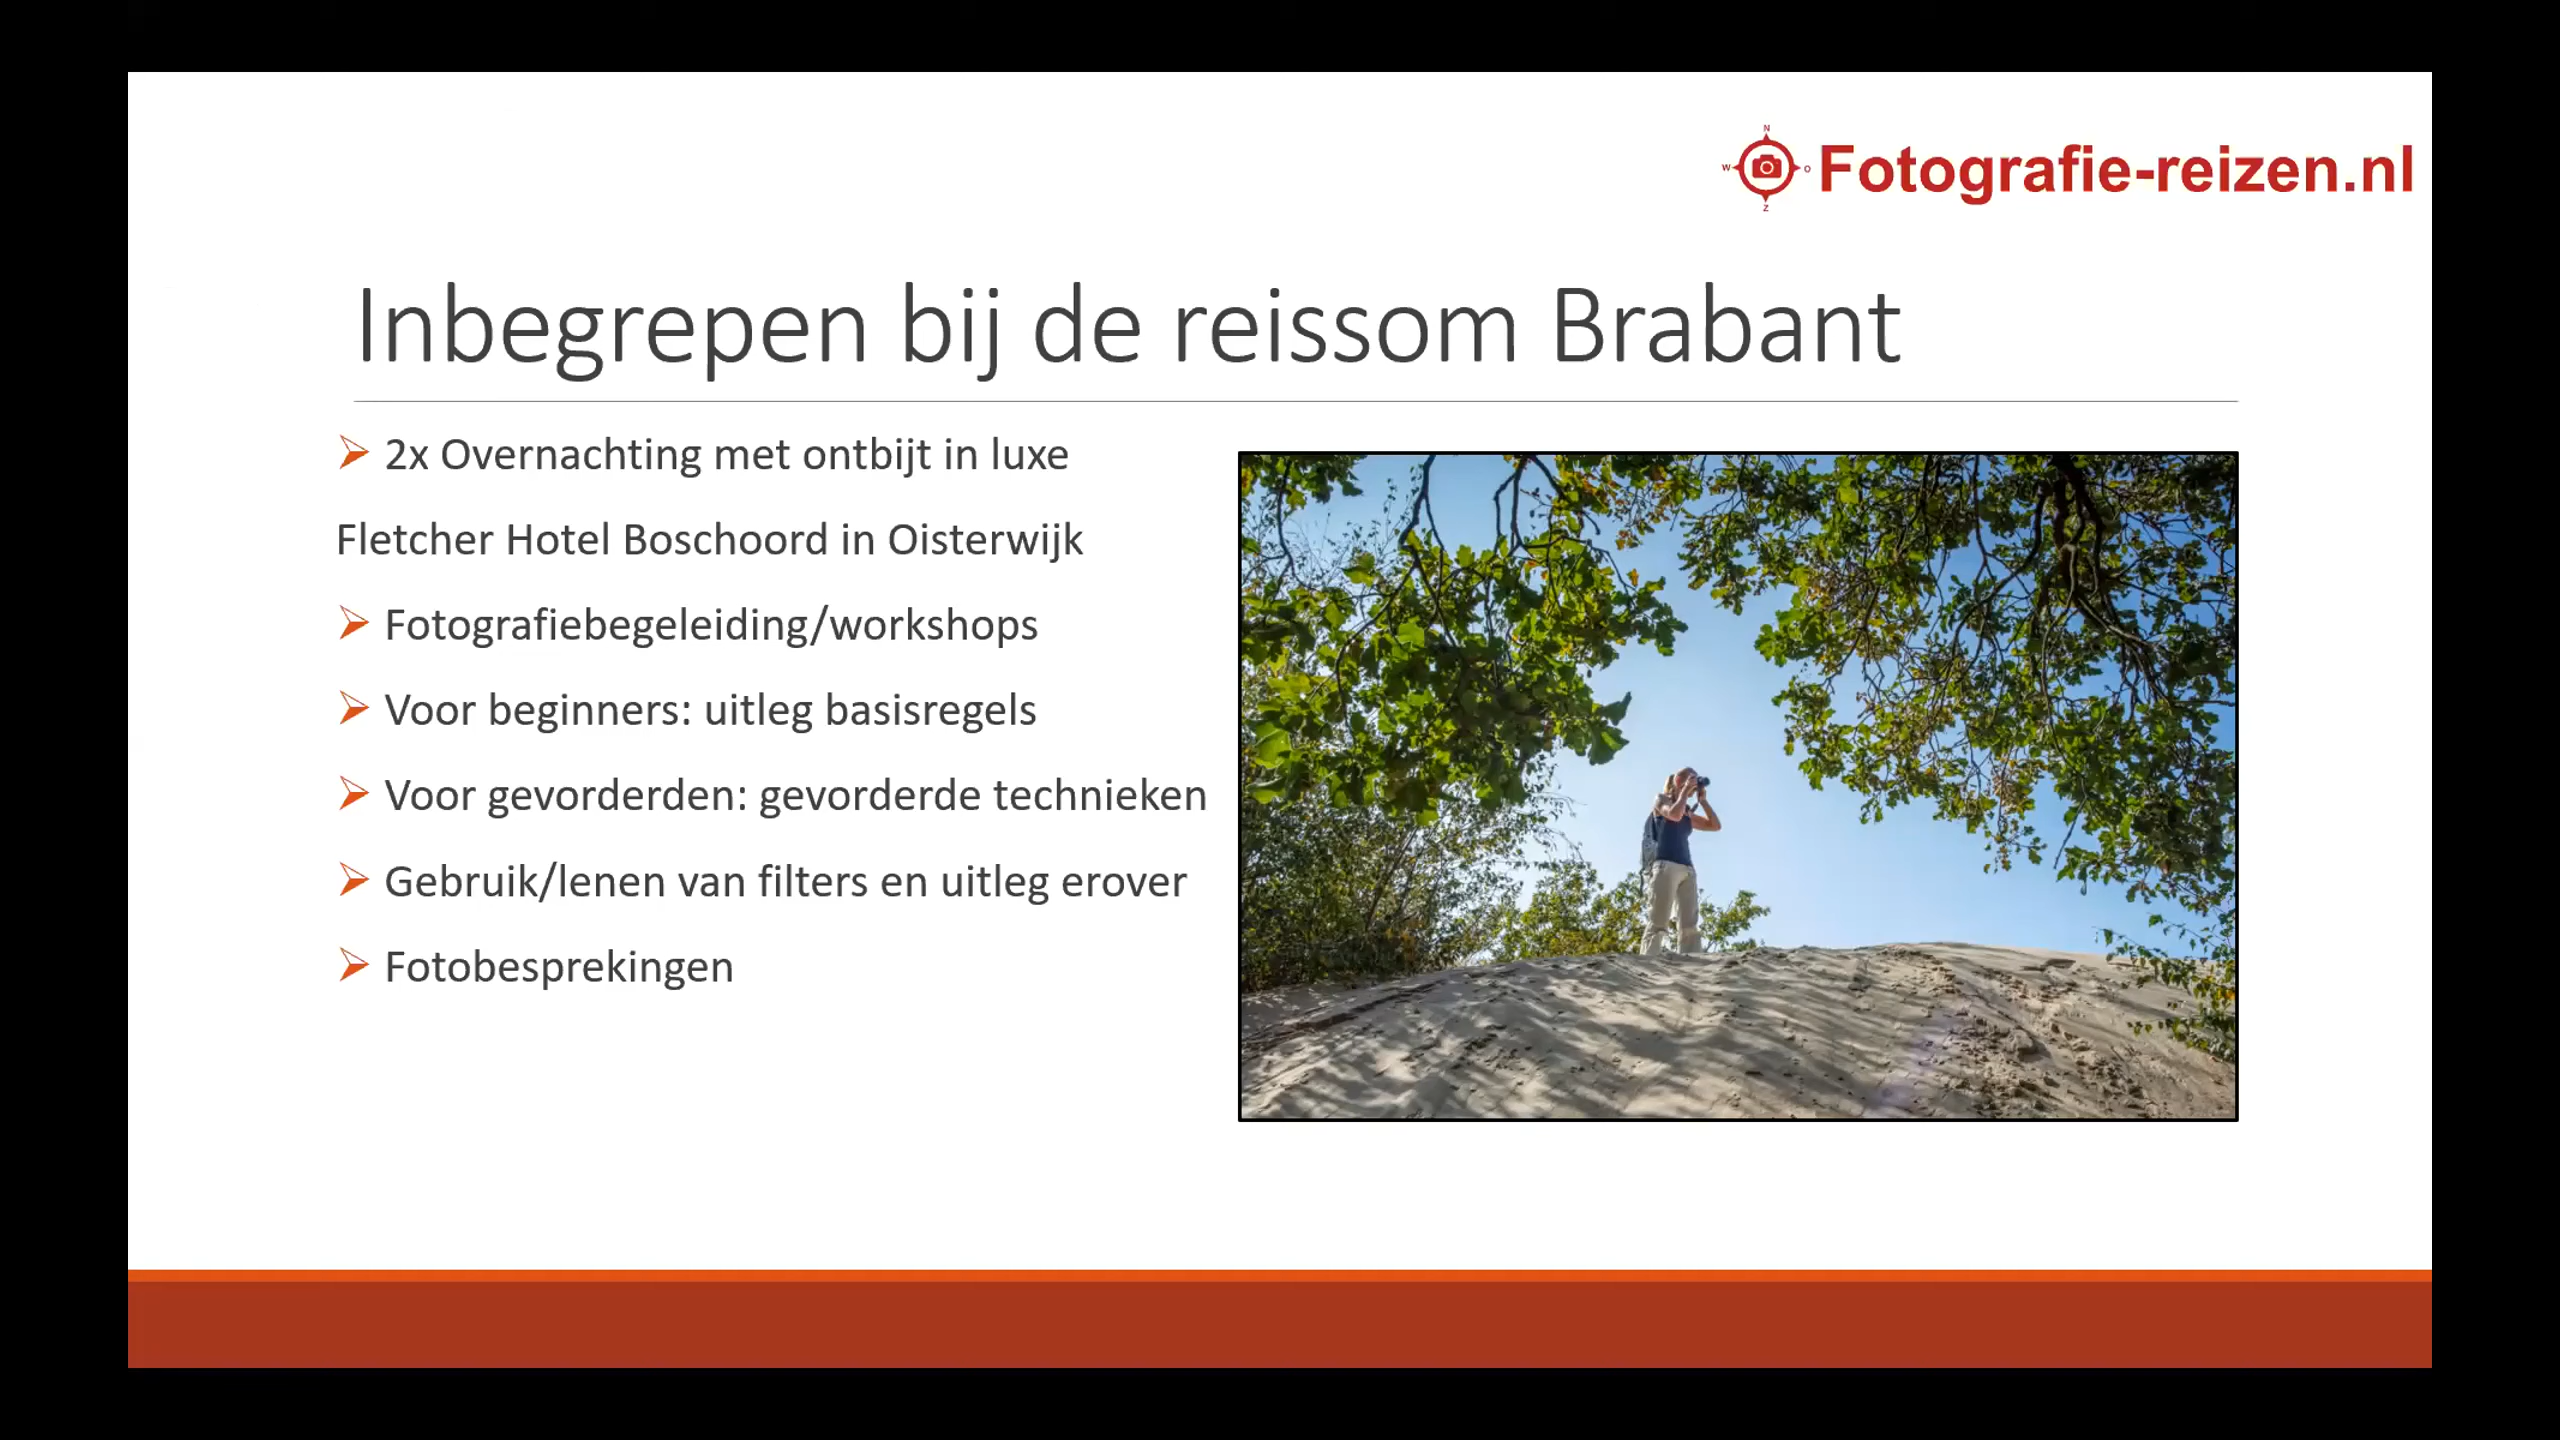 N
W O
Z
Fotografie-reizen.nl
Inbegrepen bij de reissom Brabant
2x Overnachting met ontbijt in luxe
Fletcher Hotel Boschoord in Oisterwijk
Fotografiebegeleiding/workshops
Voor beginners: uitleg basisregels
Voor gevorderden: gevorderde technieken
Gebruik/lenen van filters en uitleg erover
Fotobesprekingen